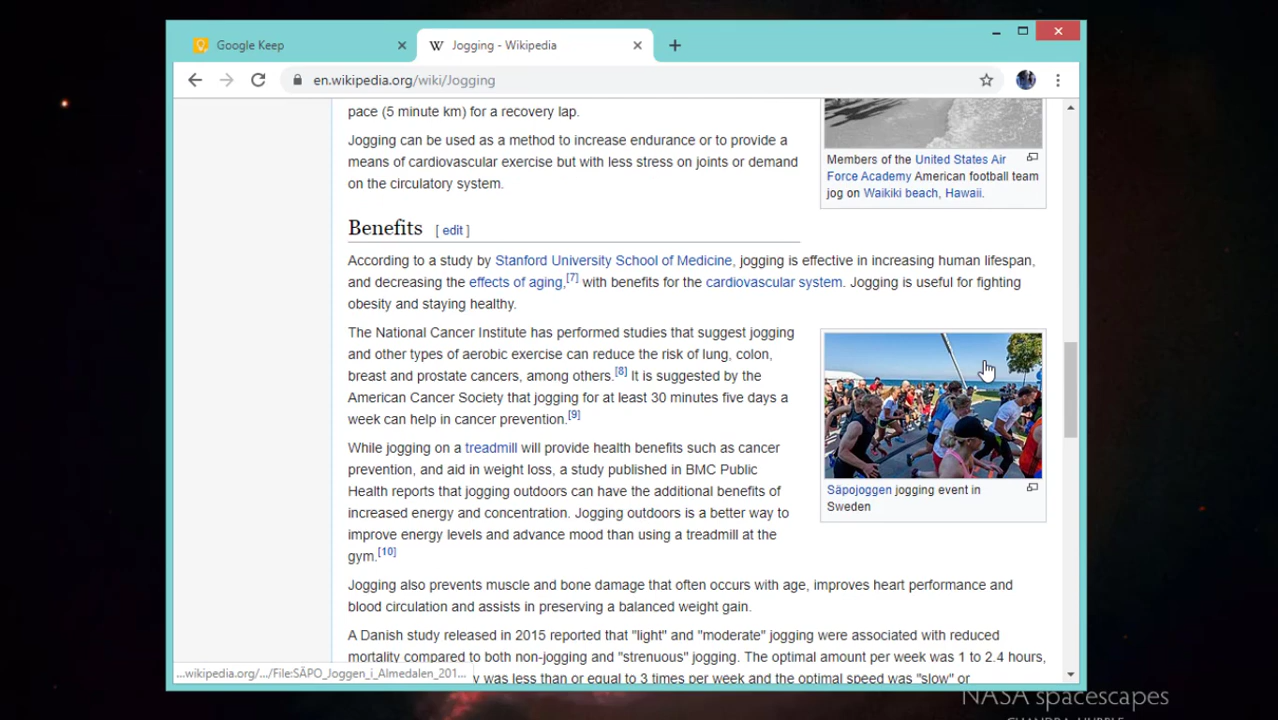 Google Keep
Jogging - Wikipedia
en.wikipedia.org/wiki/Jogging
pace (5 minute km) for a recovery lap.
Jogging can be used as a method to increase endurance or to provide a
means of cardiovascular exercise but with less stress on joints or demand
on the circulatory system.
Members of the United States Air
Force Academy American football team
jog on Waikiki beach, Hawaii.
Benefits [ edit ]
According to a study by Stanford University School of Medicine, jogging is effective in increasing human lifespan,
and decreasing the effects of aging,[7] with benefits for the cardiovascular system. Jogging is useful for fighting
obesity and staying healthy.
The National Cancer Institute has performed studies that suggest jogging
and other types of aerobic exercise can reduce the risk of lung, colon,
breast and prostate cancers, among others.[8] It is suggested by the
American Cancer Society that jogging for at least 30 minutes five days a
week can help in cancer prevention.[9]
While jogging on a treadmill will provide health benefits such as cancer
prevention, and aid in weight loss, a study published in BMC Public
Health reports that jogging outdoors can have the additional benefits of
increased energy and concentration. Jogging outdoors is a better way to
improve energy levels and advance mood than using a treadmill at the
gym.[10]
Säpojoggen jogging event in
Sweden
Jogging also prevents muscle and bone damage that often occurs with age, improves heart performance and
blood circulation and assists in preserving a balanced weight gain.
A Danish study released in 2015 reported that "light" and "moderate" jogging were associated with reduced
mortality compared to both non-jogging and "strenuous" jogging. The optimal amount per week was 1 to 2.4 hours,
was less than or equal to 3 times per week and the optimal speed was "slow" or
...wikipedia.org/.../File:SÄPO_Joggen_i_Almedalen_201...
NASA spacescapes